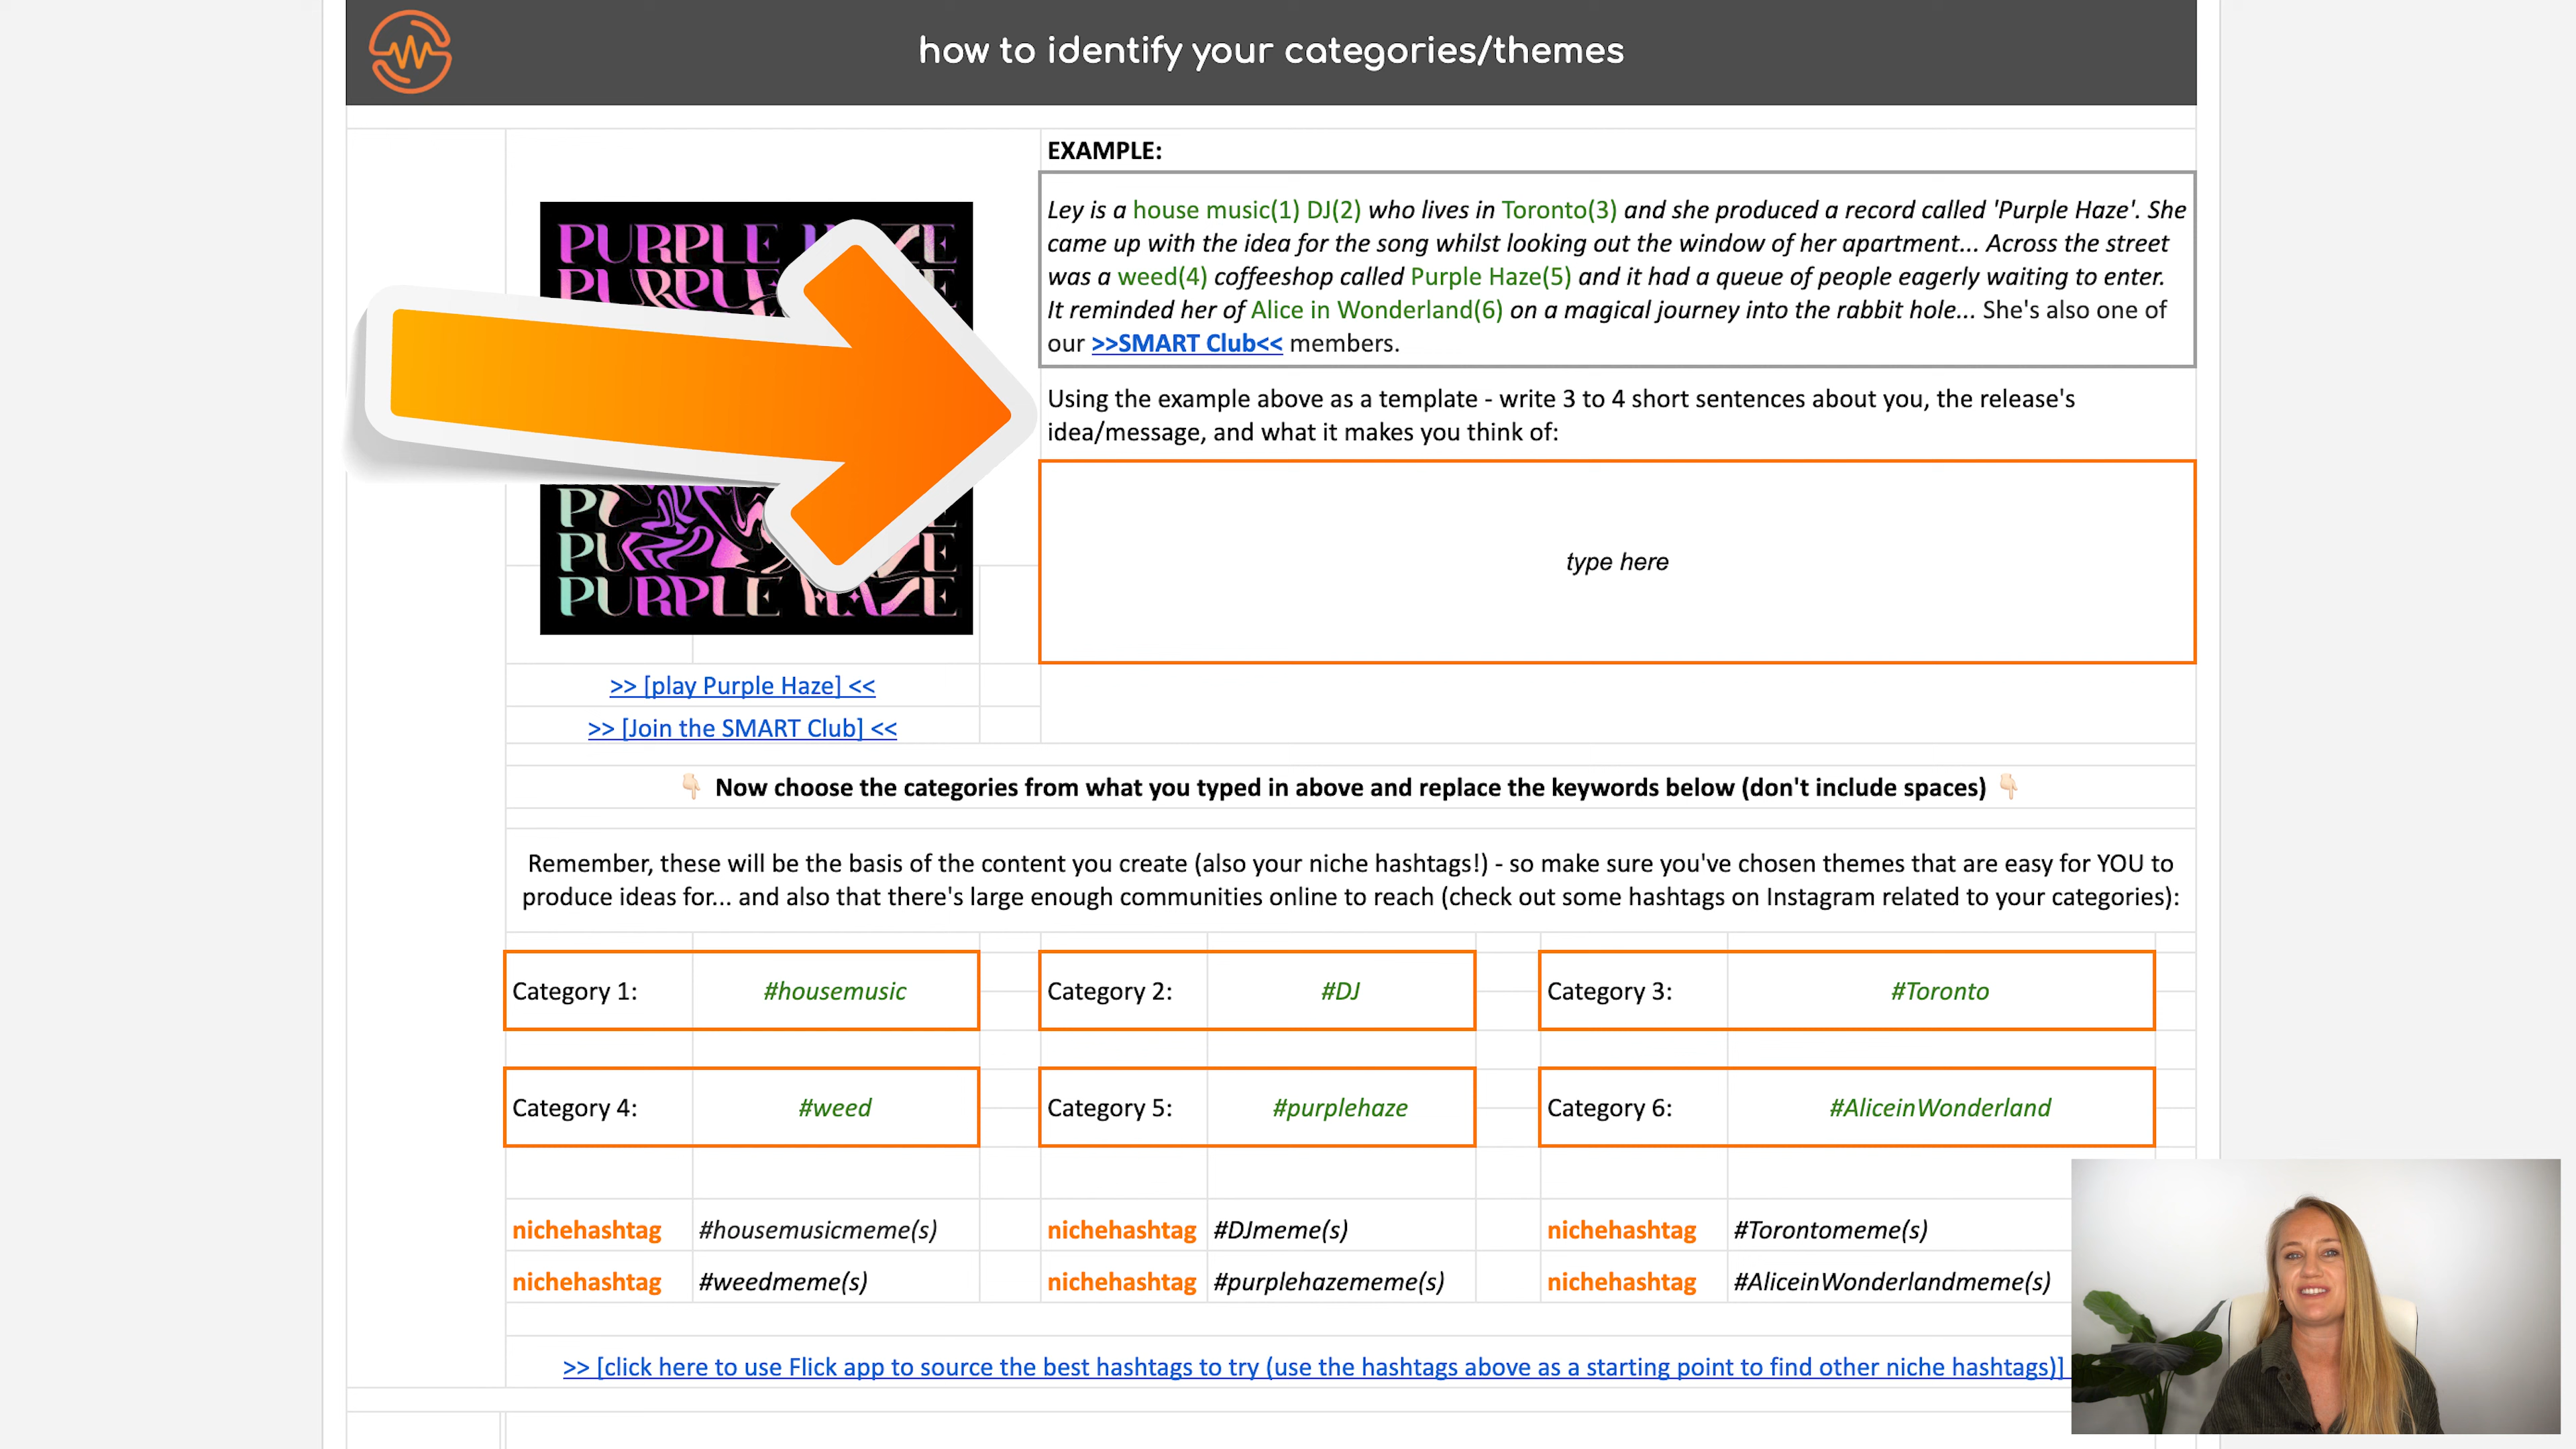 how to identify your categories/themes
EXAMPLE:
Ley is a house music(1) DJ(2) who lives in Toronto(3) and she produced a record called 'Purple Haze'. She
came up with the idea for the song whilst looking out the window of her apartment... Across the street
was a weed(4) coffeeshop called Purple Haze(5) and it had a queue of people eagerly waiting to enter.
It reminded her of Alice in Wonderland(6) on a magical journey into the rabbit hole... She's also one of
our >>SMART Club<< members.
Using the example above as a template - write 3 to 4 short sentences about you, the release's
idea/message, and what it makes you think of:
type here
PURPLE
PURPLE HAZE
>> [play Purple Haze] <<
>> [Join the SMART Club] <<
👇🏻 Now choose the categories from what you typed in above and replace the keywords below (don't include spaces) 👇🏻
Remember, these will be the basis of the content you create (also your niche hashtags!) - so make sure you've chosen themes that are easy for YOU to
produce ideas for... and also that there's large enough communities online to reach (check out some hashtags on Instagram related to your categories):
Category 1: #housemusic Category 2: #DJ Category 3: #Toronto
Category 4: #weed Category 5: #purplehaze Category 6: #AliceinWonderland
nichehashtag #housemusicmeme(s) nichehashtag #DJmeme(s) nichehashtag #Torontomeme(s)
nichehashtag #weedmeme(s) nichehashtag #purplehazememe(s) nichehashtag #AliceinWonderlandmeme(s)
>> [click here to use Flick app to source the best hashtags to try (use the hashtags above as a starting point to find other niche hashtags)]